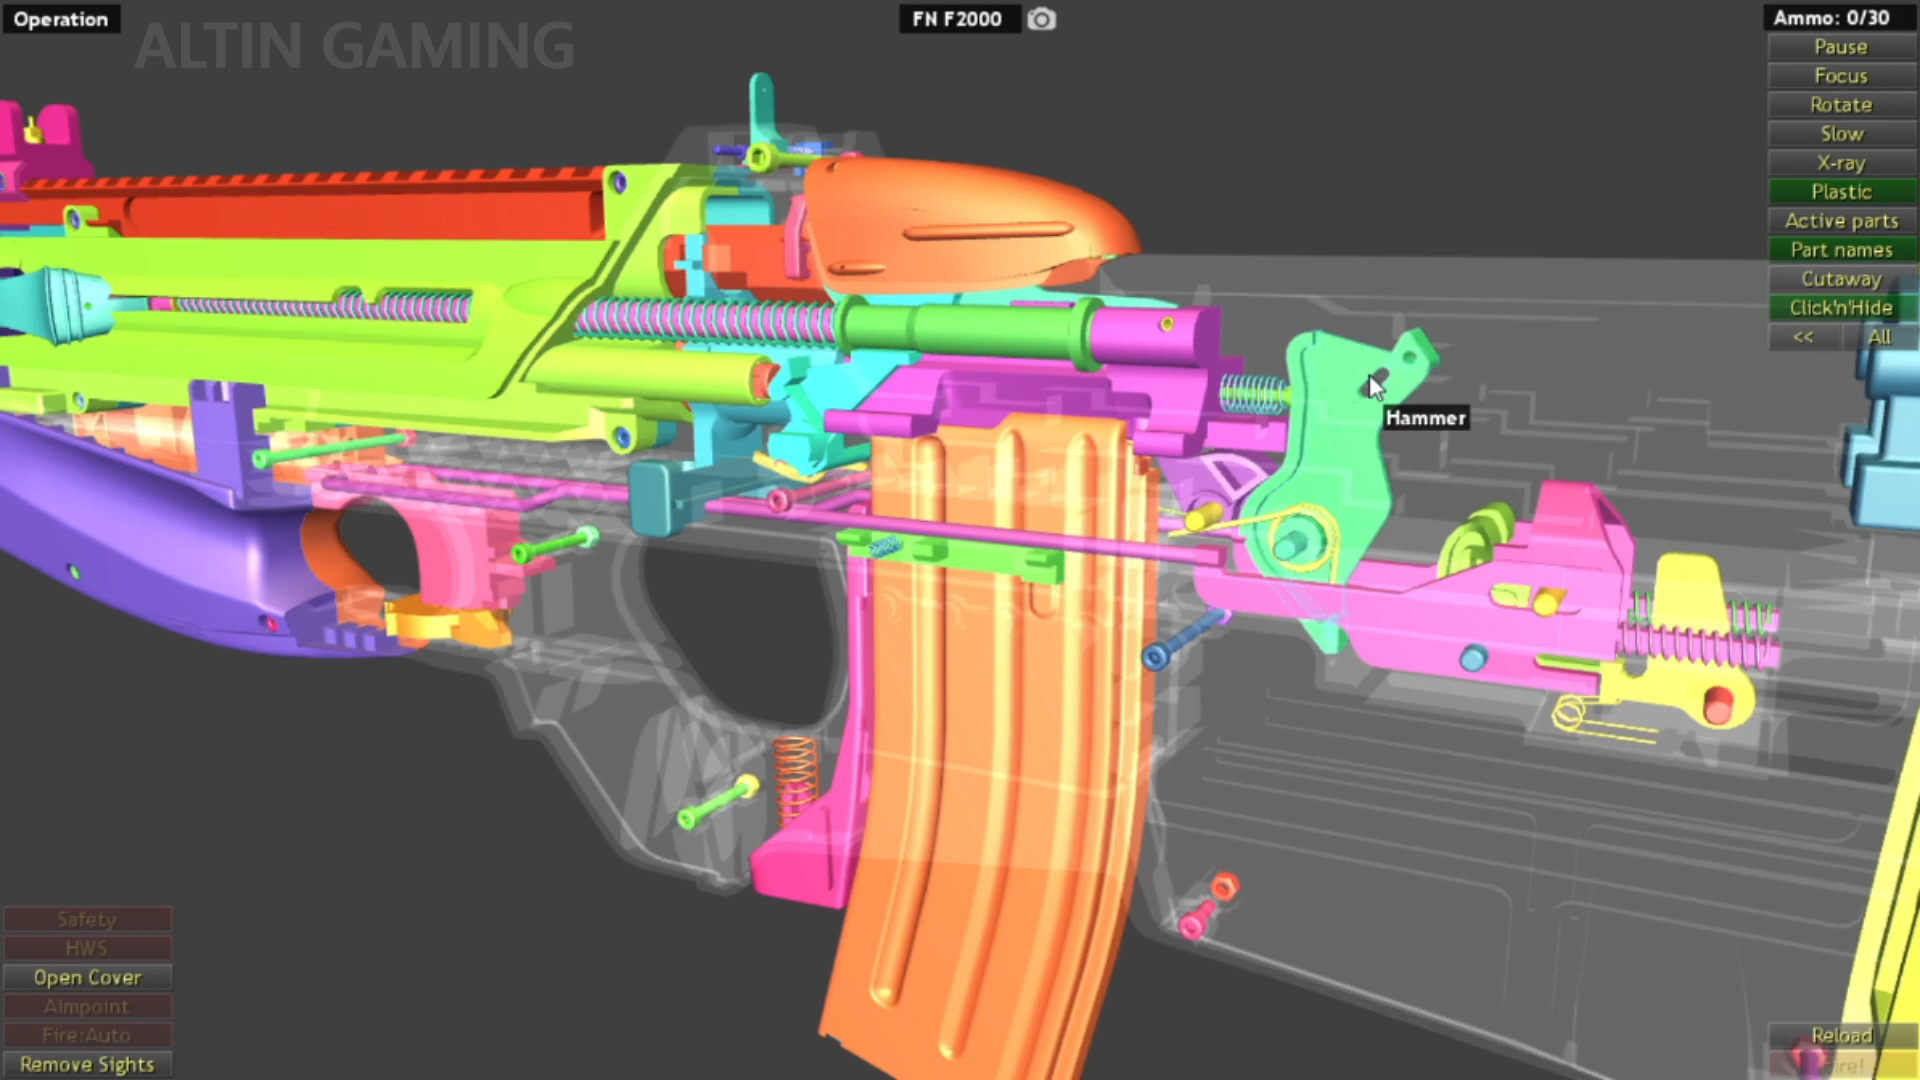 Operation
ALTIN GAMING
FN F2000
Ammo: 0/30
Pause
Focus
Rotate
Slow
X-ray
Plastic
Active parts
Part names
Cutaway
Click'n'Hide
<< All
Hammer
Safety
HWS
Open Cover
Aimpoint
Fire:Auto
Remove Sights
Reload
Fire!